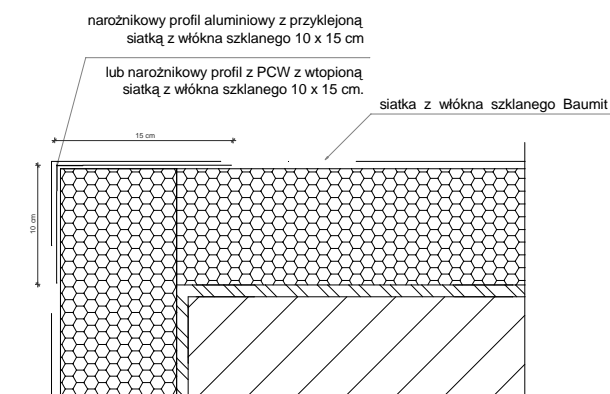 narożnikowy profil aluminiowy z przyklejoną
siatką z włókna szklanego 10 x 15 cm
lub narożnikowy profil z PCW z wtopioną
siatką z włókna szklanego 10 x 15 cm.
siatka z włókna szklanego Baumit
15 cm
10 cm